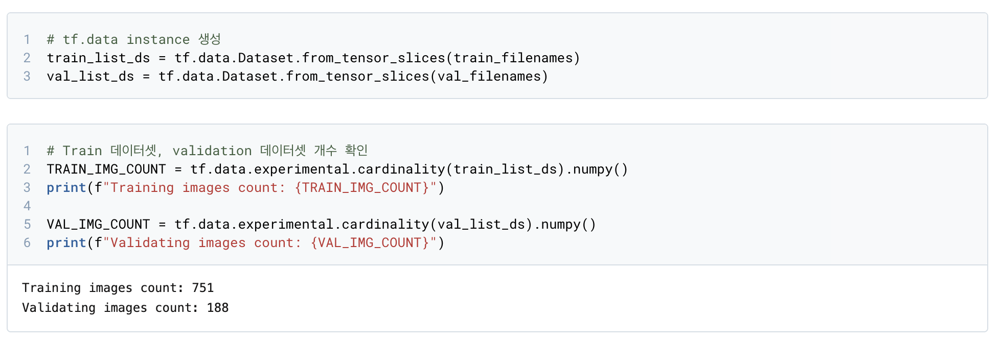 1 # tf.data instance 생성
2 train_list_ds = tf.data.Dataset.from_tensor_slices(train_filenames)
3 val_list_ds = tf.data.Dataset.from_tensor_slices(val_filenames)
1 # Train 데이터셋, validation 데이터셋 개수 확인
2 TRAIN_IMG_COUNT = tf.data.experimental.cardinality(train_list_ds).numpy()
3 print(f"Training images count: {TRAIN_IMG_COUNT}")
4
5 VAL_IMG_COUNT = tf.data.experimental.cardinality(val_list_ds).numpy()
6 print(f"Validating images count: {VAL_IMG_COUNT}")
Training images count: 751
Validating images count: 188